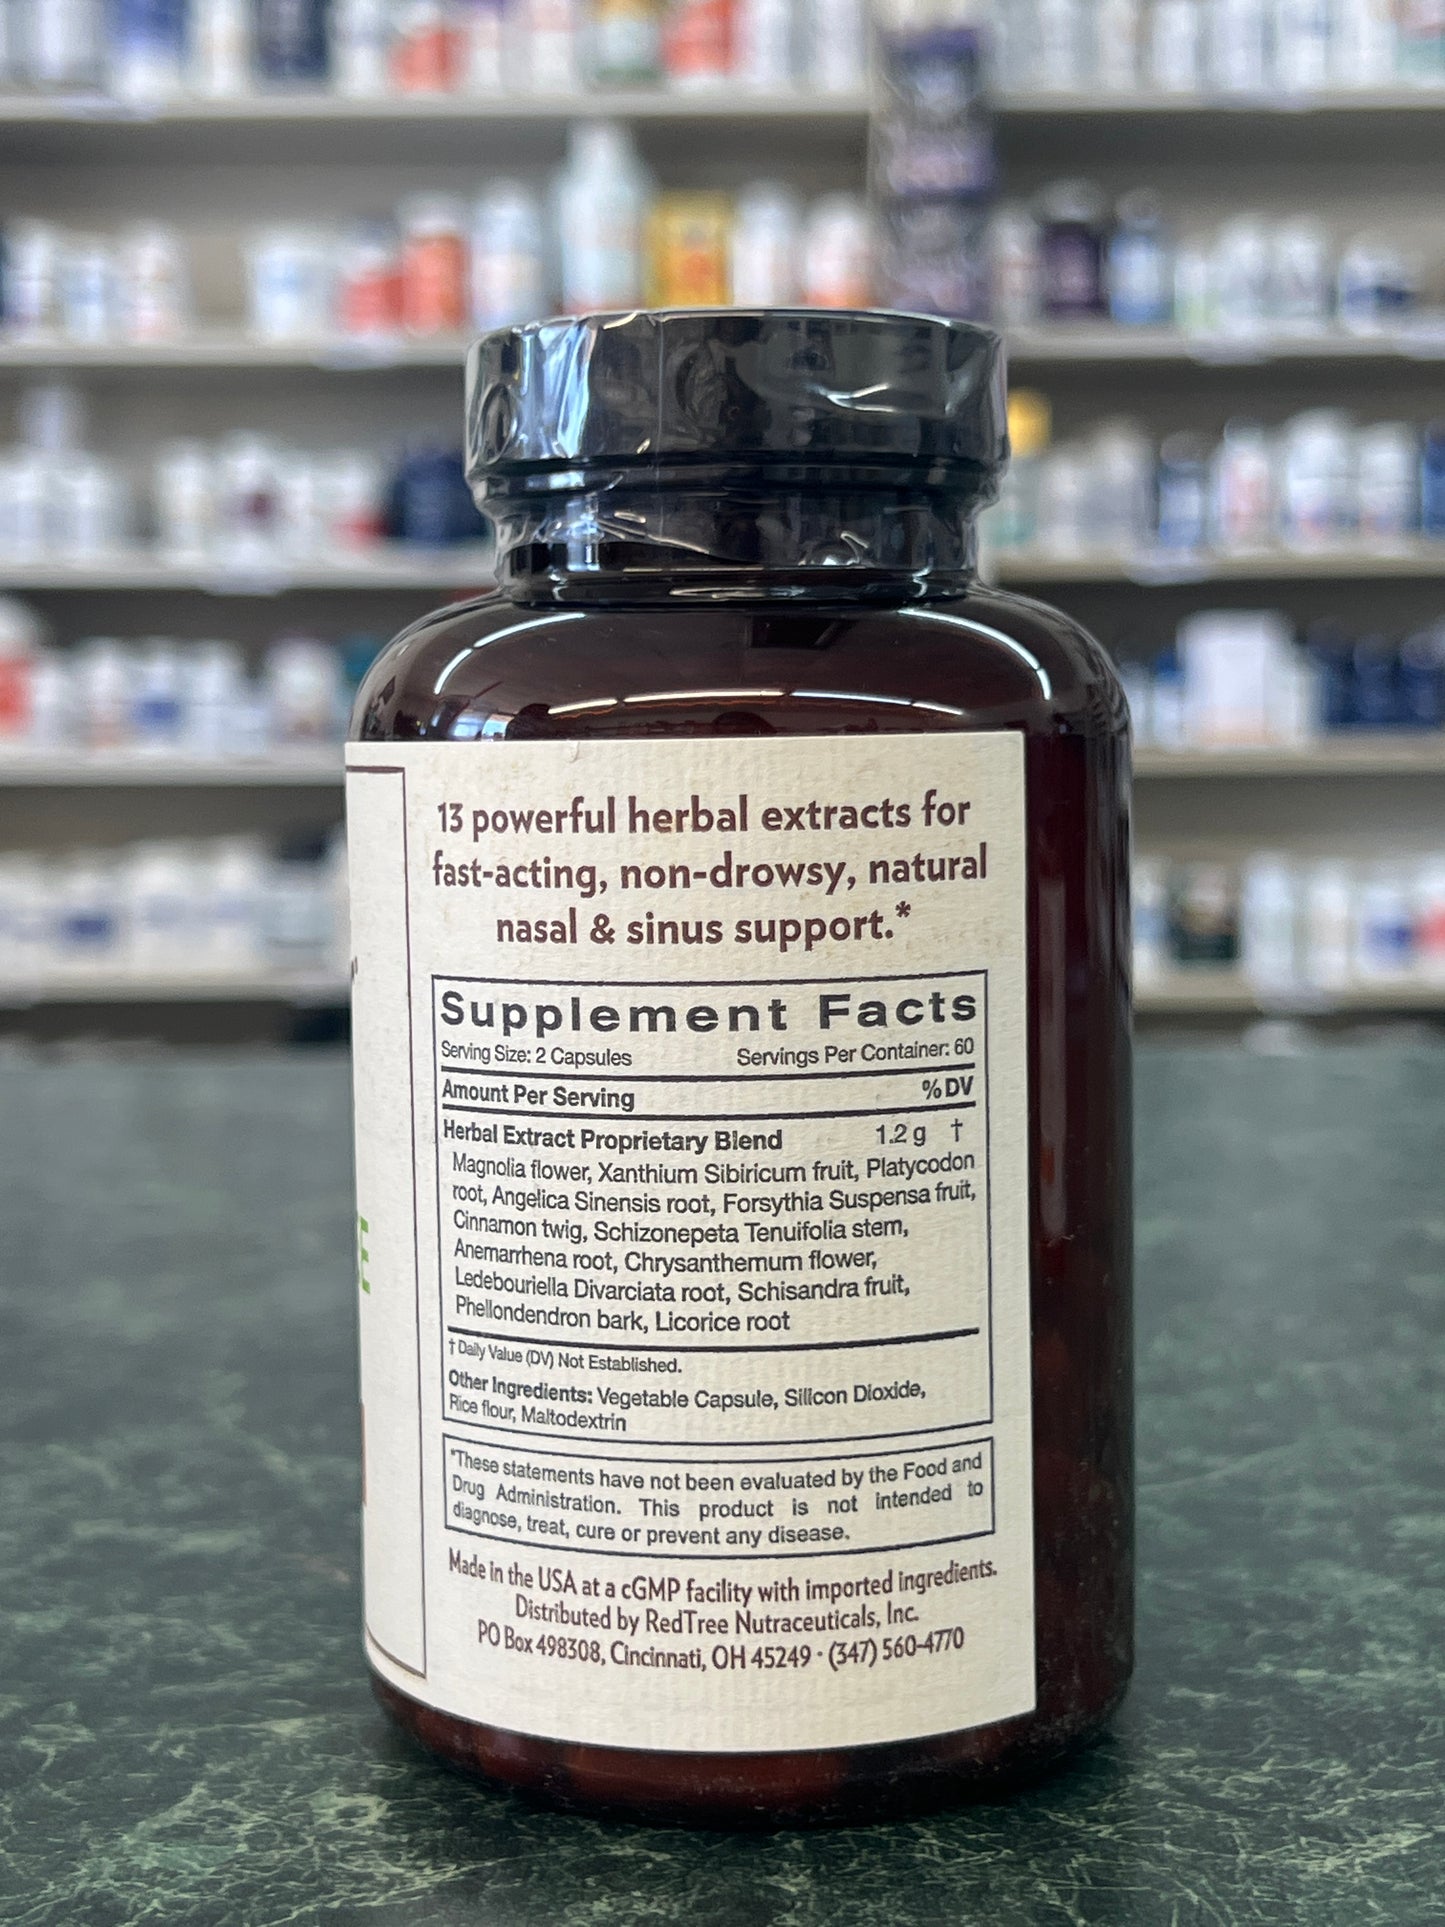 13 powerful herbal extracts for
fast-acting, non-drowsy, natural
nasal & sinus support.*
Supplement Facts
Serving Size: 2 Capsules Servings Per Container: 60
Amount Per Serving %DV
Herbal Extract Proprietary Blend 1.2 g †
Magnolia flower, Xanthium Sibiricum fruit, Platycodon
root, Angelica Sinensis root, Forsythia Suspensa fruit,
Cinnamon twig, Schizonepeta Tenuifolia stem,
Anemarrhena root, Chrysanthemum flower,
Ledebouriella Divarciata root, Schisandra fruit,
Phellondendron bark, Licorice root
† Daily Value (DV) Not Established.
Other Ingredients: Vegetable Capsule, Silicon Dioxide,
Rice flour, Maltodextrin
*These statements have not been evaluated by the Food and
Drug Administration. This product is not intended to
diagnose, treat, cure or prevent any disease.
Made in the USA at a cGMP facility with imported ingredients.
Distributed by RedTree Nutraceuticals, Inc.
PO Box 498308, Cincinnati, OH 45249 · (347) 560-4770